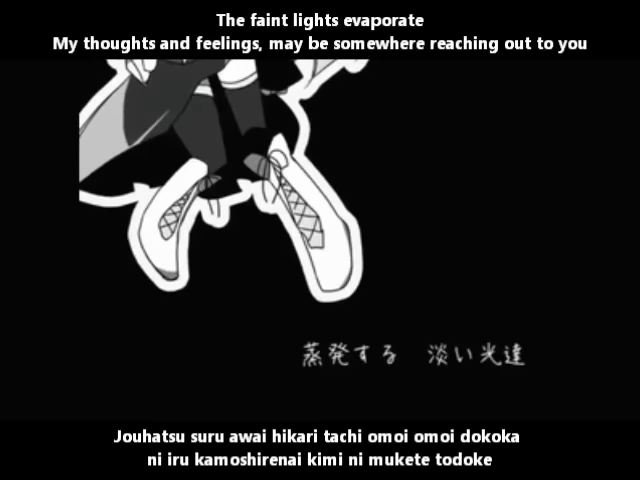 The faint lights evaporate
My thoughts and feelings, may be somewhere reaching out to you
蒸発する 淡い光達
Jouhatsu suru awai hikari tachi omoi omoi dokoka
ni iru kamoshirenai kimi ni mukete todoke